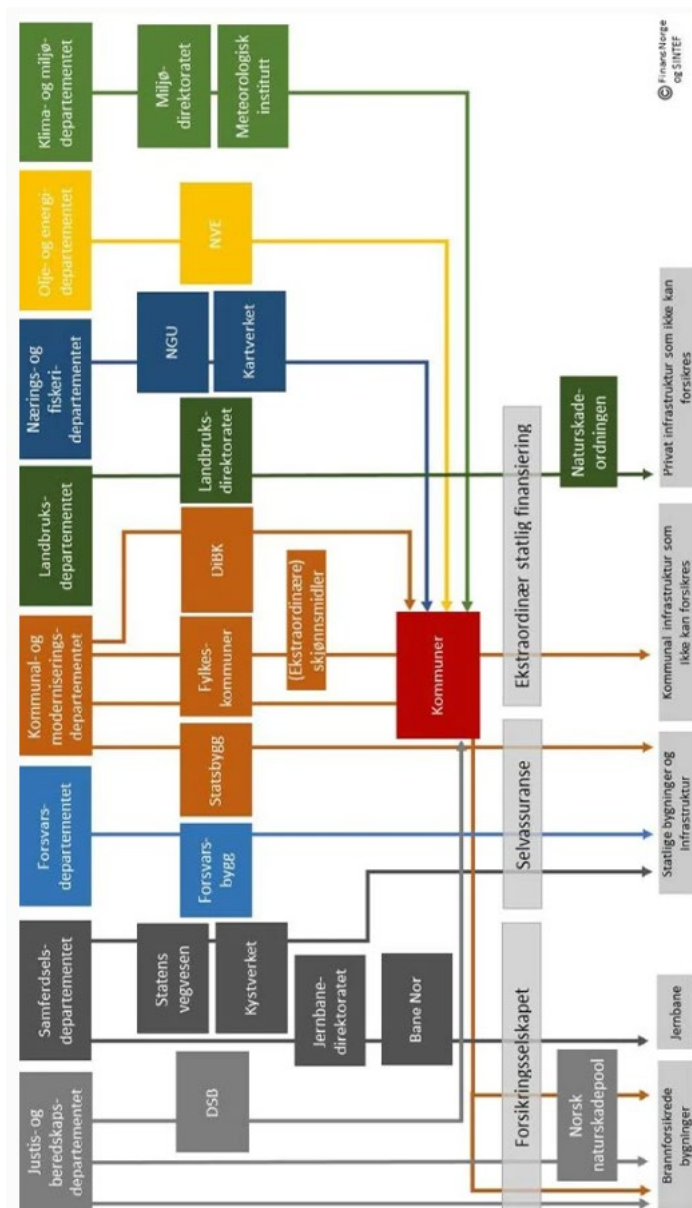 Justis- og
beredskaps-
departementet
Samferdsels-
departementet
Forsvars-
departementet
Kommunal- og
moderniserings-
departementet
Landbruks-
departementet
Nærings- og
fiskeri-
departementet
Olje- og energi-
departementet
Klima- og miljø-
departementet
DSB
Statens
vegvesen
Kystverket
Jernbane-
direktoratet
Bane Nor
Forsvars-
bygg
Statsbygg
Fylkes-
kommuner
DiBK
Landbruks-
direktoratet
NGU
Kartverket
NVE
Miljø-
direktoratet
Meteorologisk
institutt
(Ekstraordinære)
skjønnsmidler
Kommuner
Forsikringsselskapet
Selvassuranse
Ekstraordinær statlig finansiering
Norsk
naturskadepool
Naturskade-
ordningen
Brannforsikrede
bygninger
Jernbane
Statlige bygninger og
infrastruktur
Kommunal infrastruktur som
ikke kan forsikres
Privat infrastruktur som ikke kan
forsikres
© Finans Norge
og SINTEF